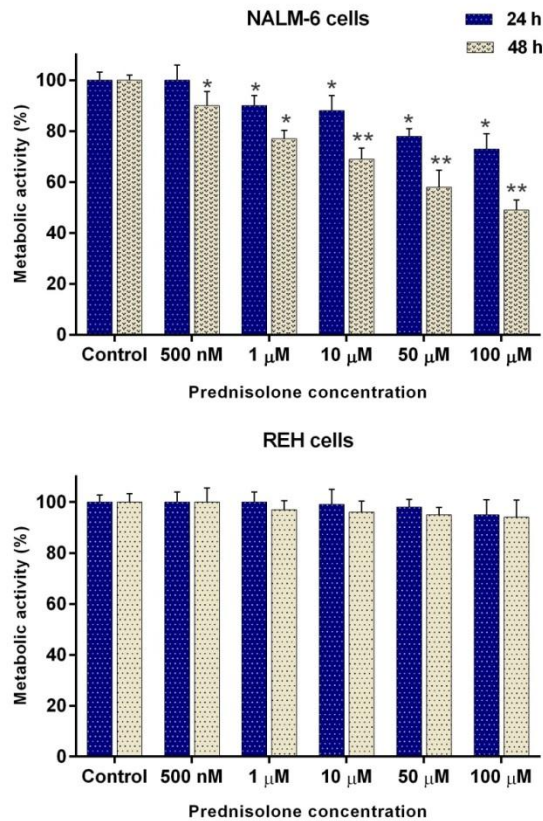 NALM-6 cells
24 h
48 h
Metabolic activity (%)
100
80
60
40
20
0
*
*
*
*
**
*
**
*
**
Control 500 nM 1 μM 10 μM 50 μM 100 μM
Prednisolone concentration
REH cells
Metabolic activity (%)
100
80
60
40
20
0
Control 500 nM 1 μM 10 μM 50 μM 100 μM
Prednisolone concentration